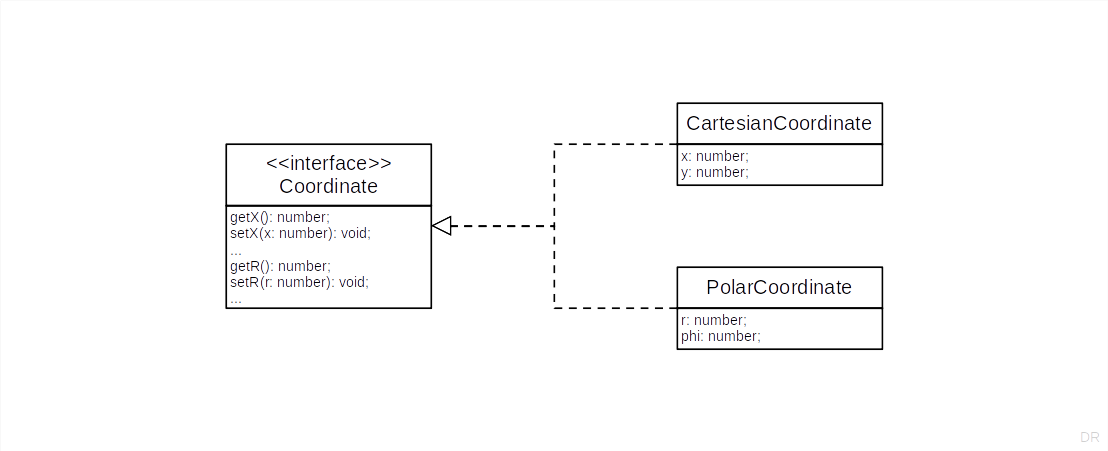 <<interface>>
Coordinate
getX(): number;
setX(x: number): void;
...
getR(): number;
setR(r: number): void;
...
CartesianCoordinate
x: number;
y: number;
PolarCoordinate
r: number;
phi: number;
DR